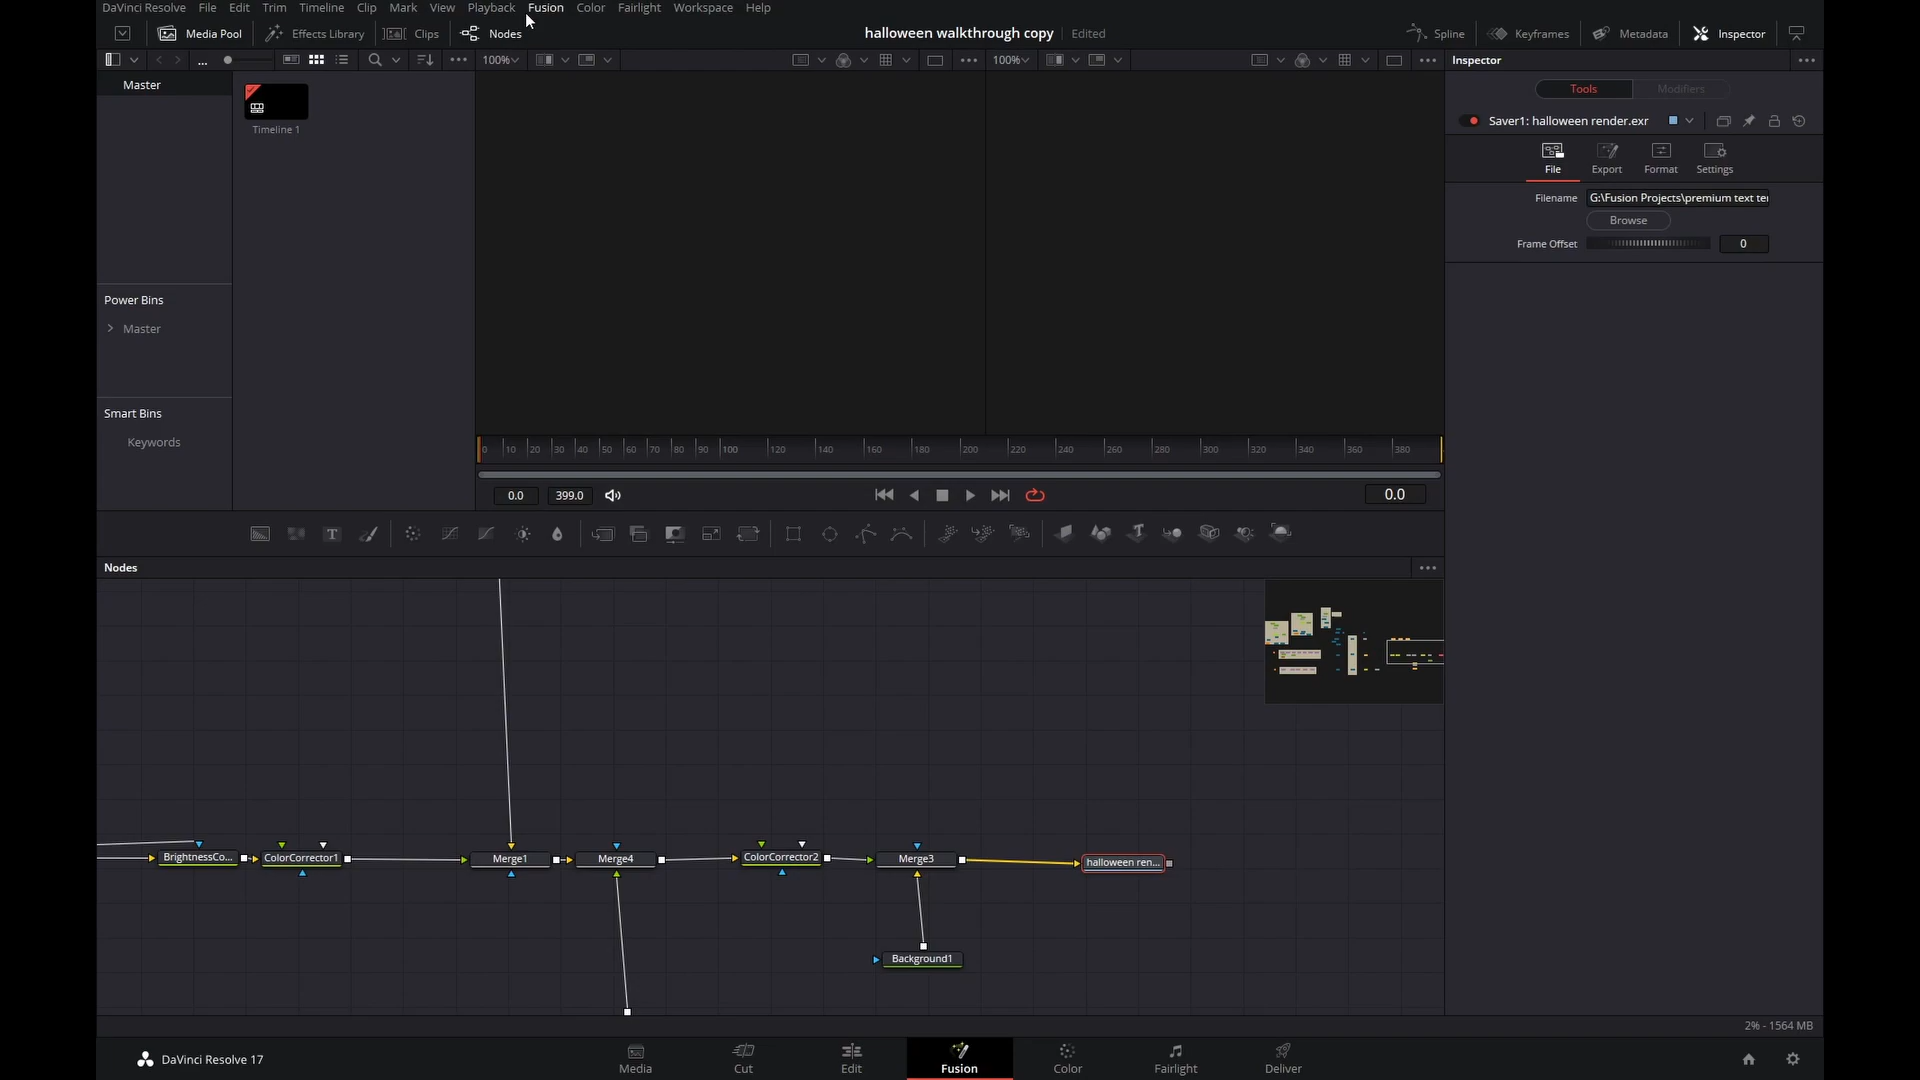 DaVinci Resolve File Edit Trim Timeline Clip Mark View Playback Fusion Color Fairlight Workspace Help
Media Pool Effects Library Clips Nodes halloween walkthrough copy Edited Spline Keyframes Metadata Inspector
... 100% 100% Inspector
Master
Timeline 1
Power Bins
Master
Smart Bins
Keywords
Tools Modifiers
Saver1: halloween render.exr
File Export Format Settings
Filename G:\Fusion Projects\premium text te
Browse
Frame Offset 0
0 10 20 30 40 50 60 70 80 90 100 120 140 160 180 200 220 240 260 280 300 320 340 360 380
0.0 399.0 0.0
Nodes
BrightnessCo... ColorCorrector1 Merge1 Merge4 ColorCorrector2 Merge3 halloween ren...
Background1
2% - 1564 MB
DaVinci Resolve 17 Media Cut Edit Fusion Color Fairlight Deliver